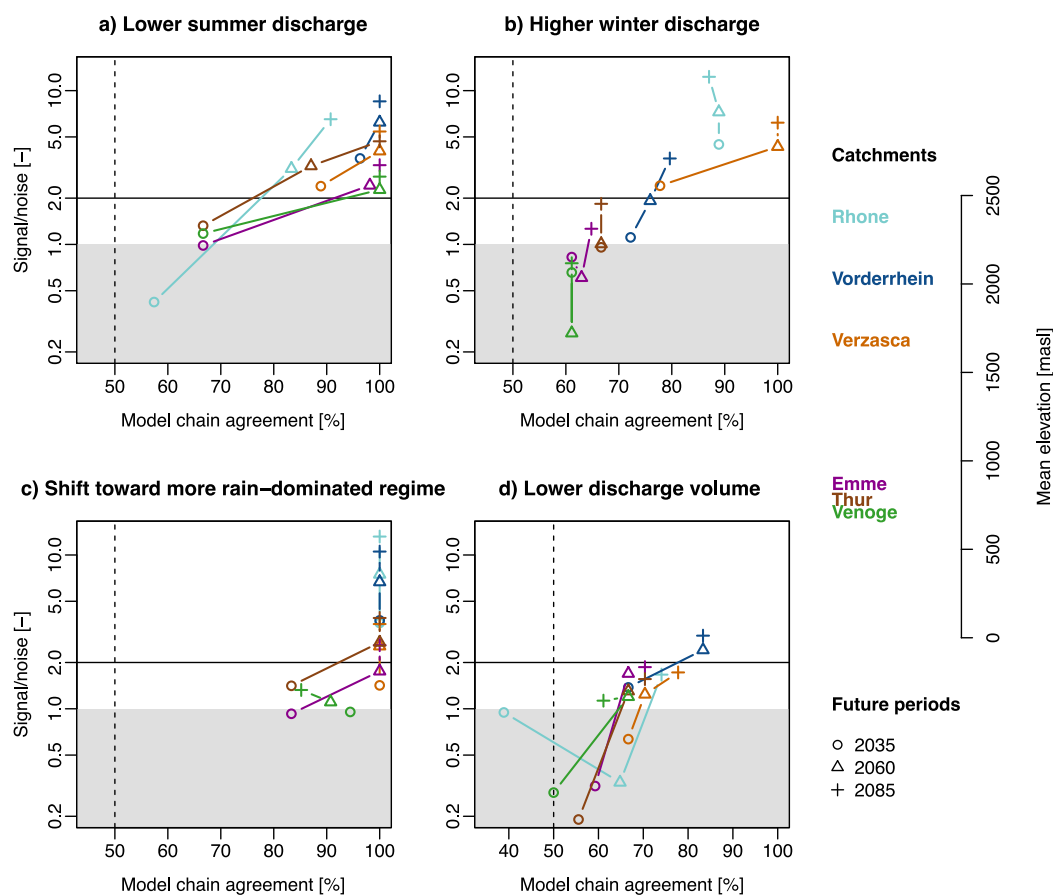 a) Lower summer discharge
b) Higher winter discharge
Signal/noise [−]
0.2 0.5 1.0 2.0 5.0 10.0
50 60 70 80 90 100
Model chain agreement [%]
0.2 0.5 1.0 2.0 5.0 10.0
50 60 70 80 90 100
Model chain agreement [%]
c) Shift toward more rain−dominated regime
d) Lower discharge volume
Signal/noise [−]
0.2 0.5 1.0 2.0 5.0 10.0
50 60 70 80 90 100
Model chain agreement [%]
0.2 0.5 1.0 2.0 5.0 10.0
40 50 60 70 80 90 100
Model chain agreement [%]
Catchments
Rhone
Vorderrhein
Verzasca
Emme
Thur
Venoge
0 500 1000 1500 2000 2500
Mean elevation [masl]
Future periods
2035
2060
2085